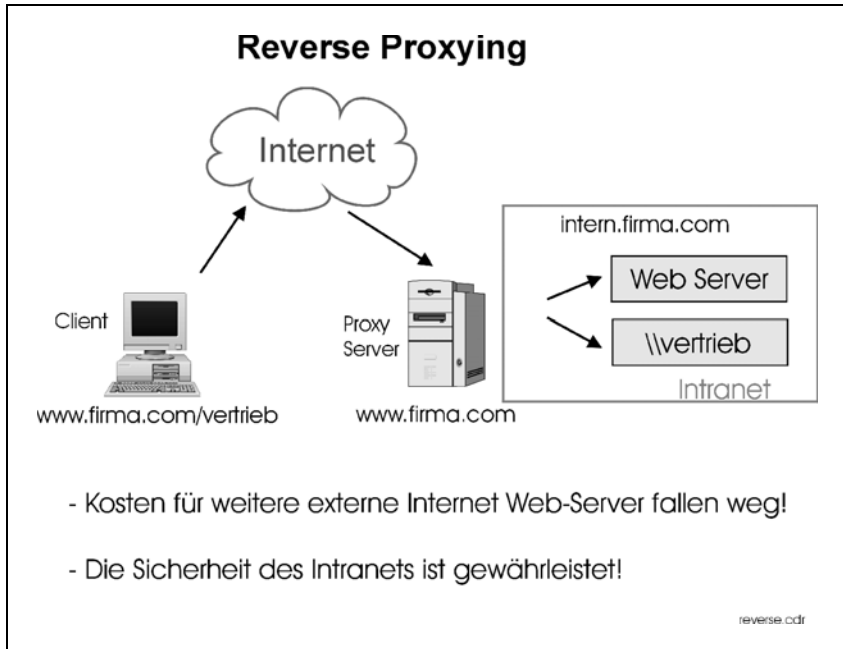 Reverse Proxying
Internet
intern.firma.com
Web Server
\\vertrieb
Intranet
Client
www.firma.com/vertrieb
Proxy
Server
www.firma.com
- Kosten für weitere externe Internet Web-Server fallen weg!
- Die Sicherheit des Intranets ist gewährleistet!
reverse.cdr